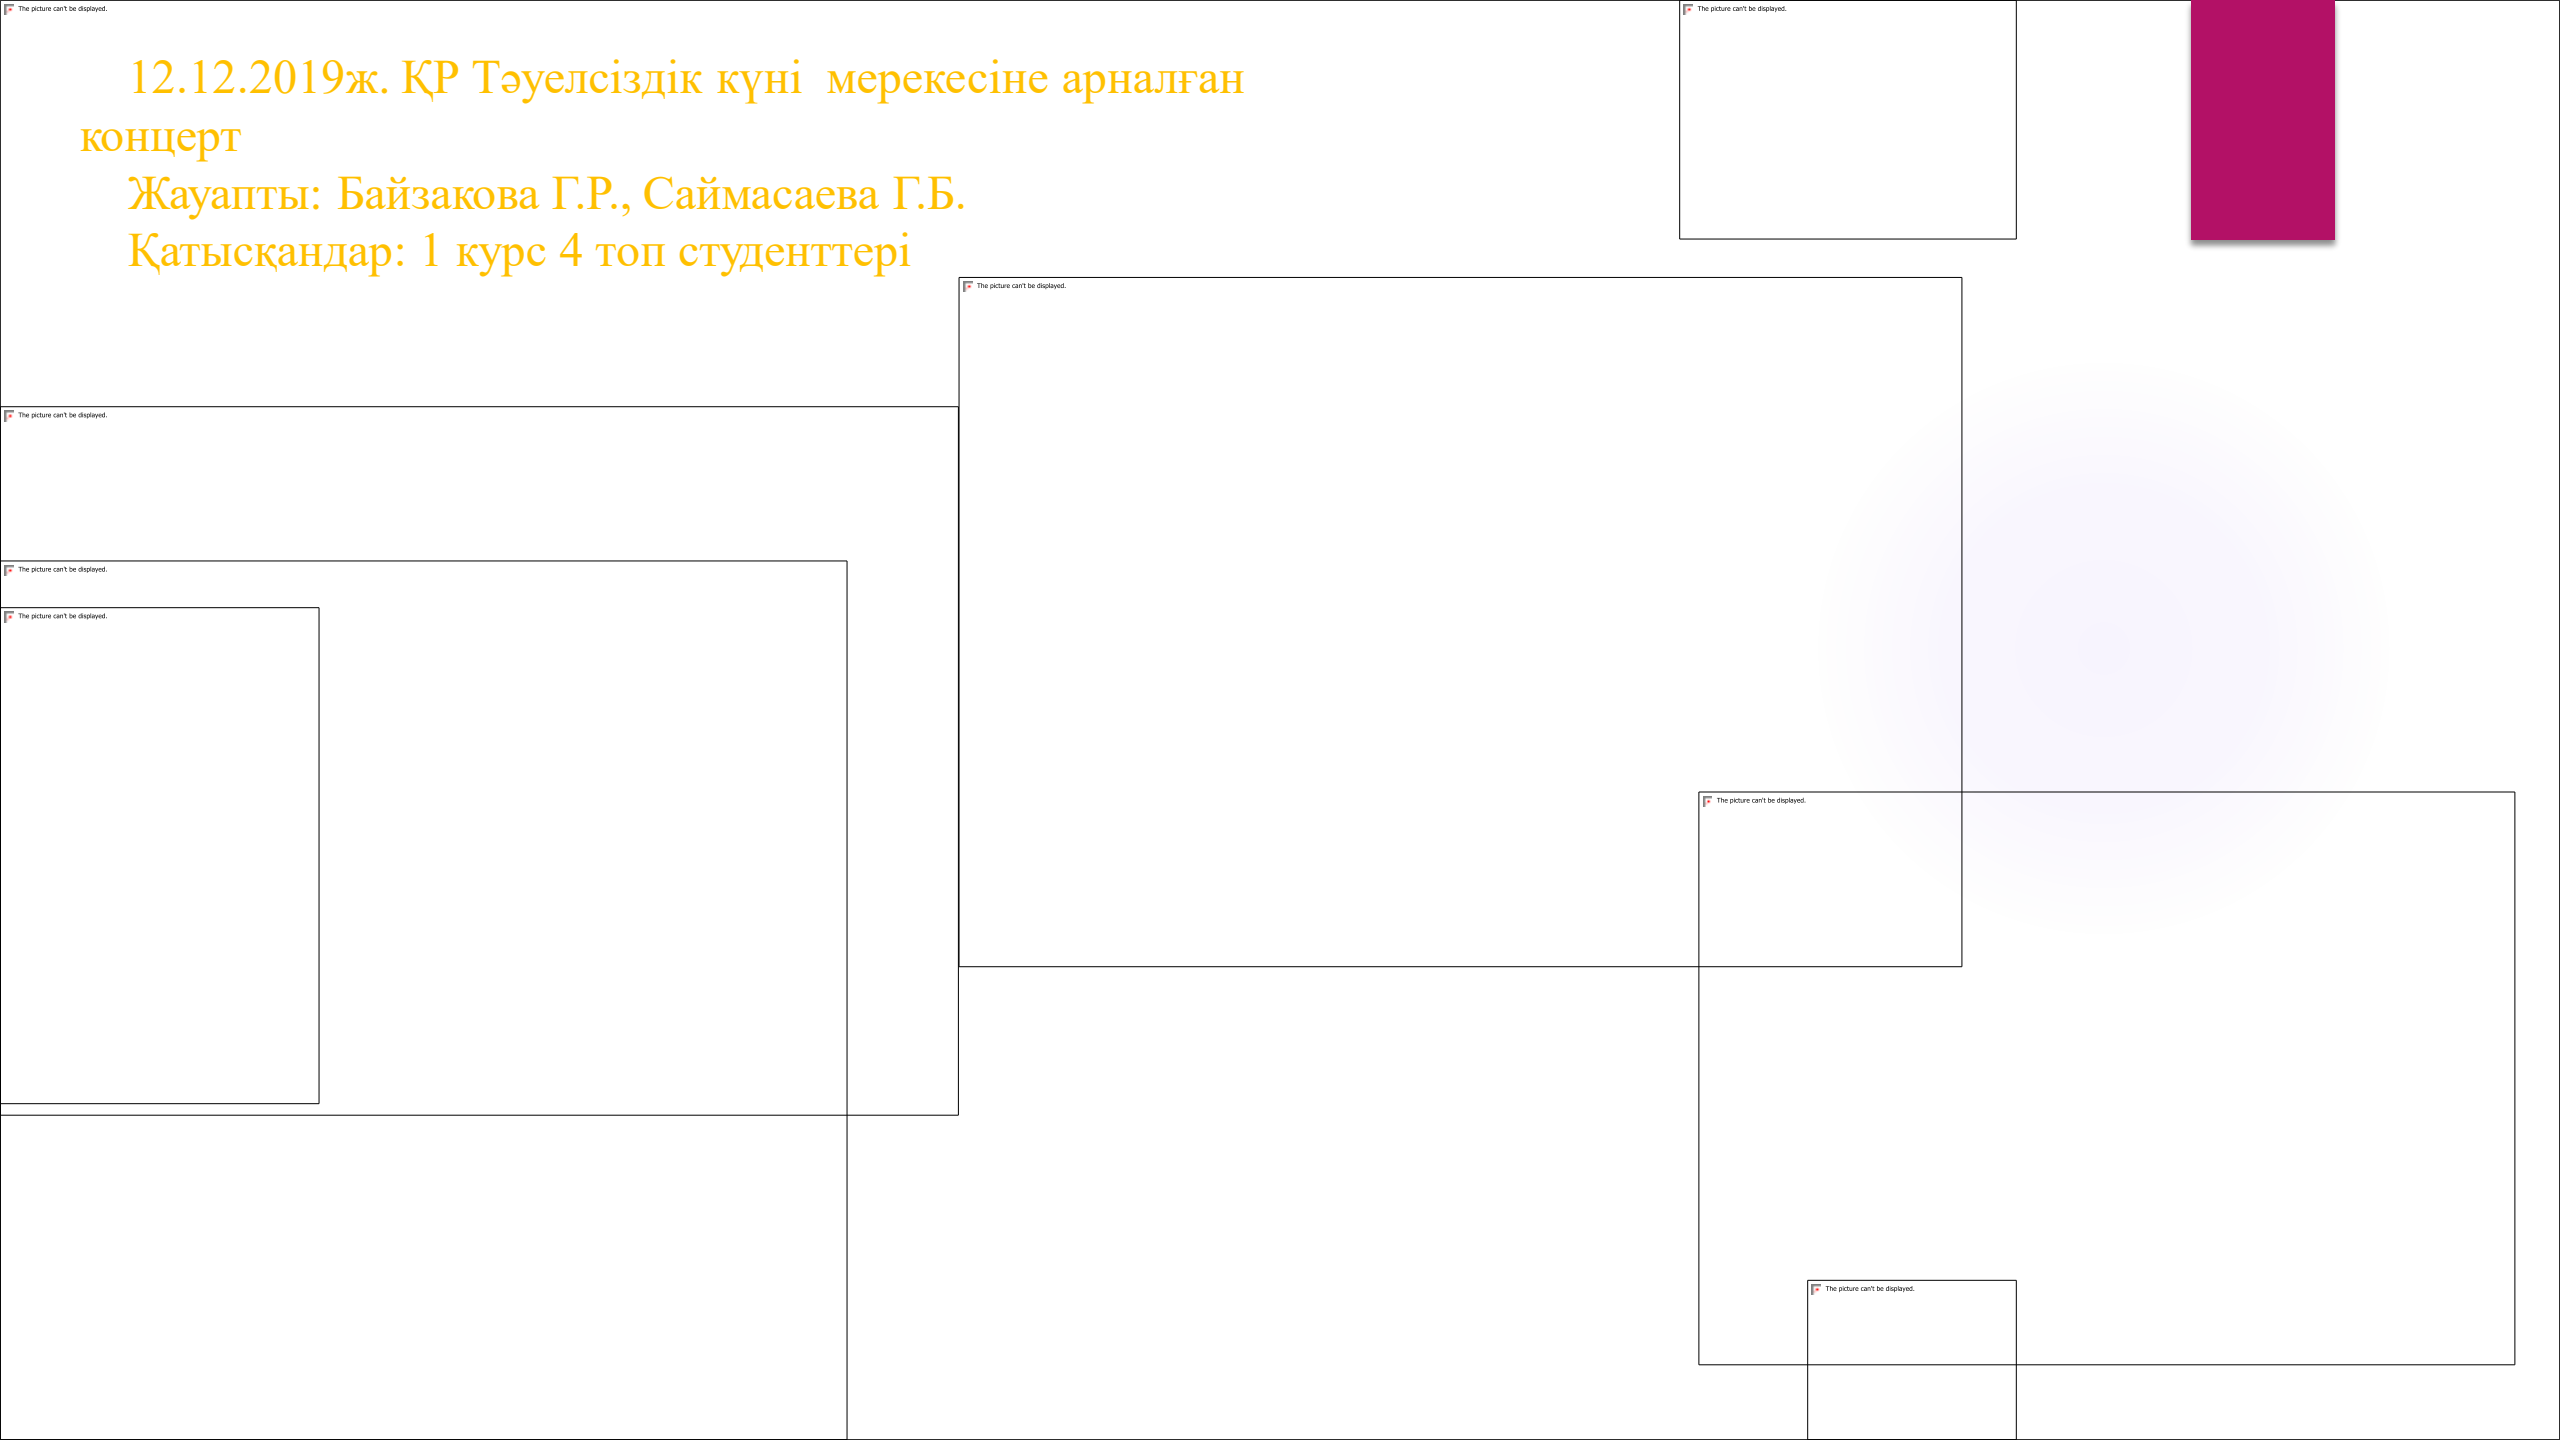 The picture can't be displayed.
The picture can't be displayed.
12.12.2019ж. ҚР Тәуелсіздік күні  мерекесіне арналған
концерт
Жауапты: Байзакова Г.Р., Саймасаева Г.Б.
Қатысқандар: 1 курс 4 топ студенттері
The picture can't be displayed.
The picture can't be displayed.
The picture can't be displayed.
The picture can't be displayed.
The picture can't be displayed.
The picture can't be displayed.